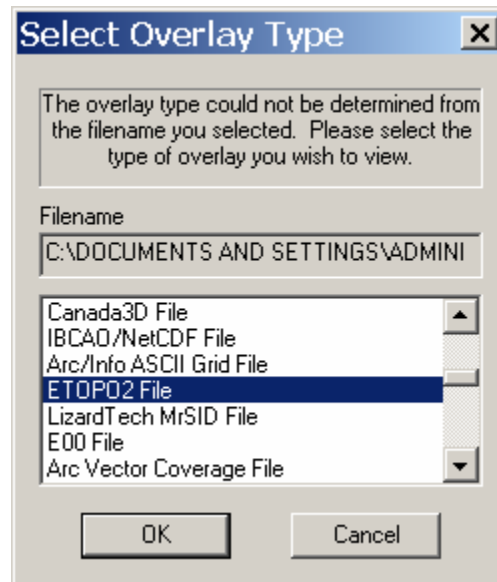 Select Overlay Type
The overlay type could not be determined from
the filename you selected. Please select the
type of overlay you wish to view.
Filename
C:\DOCUMENTS AND SETTINGS\ADMINI
Canada3D File
IBCAO/NetCDF File
Arc/Info ASCII Grid File
ETOPO2 File
LizardTech MrSID File
E00 File
Arc Vector Coverage File
OK Cancel